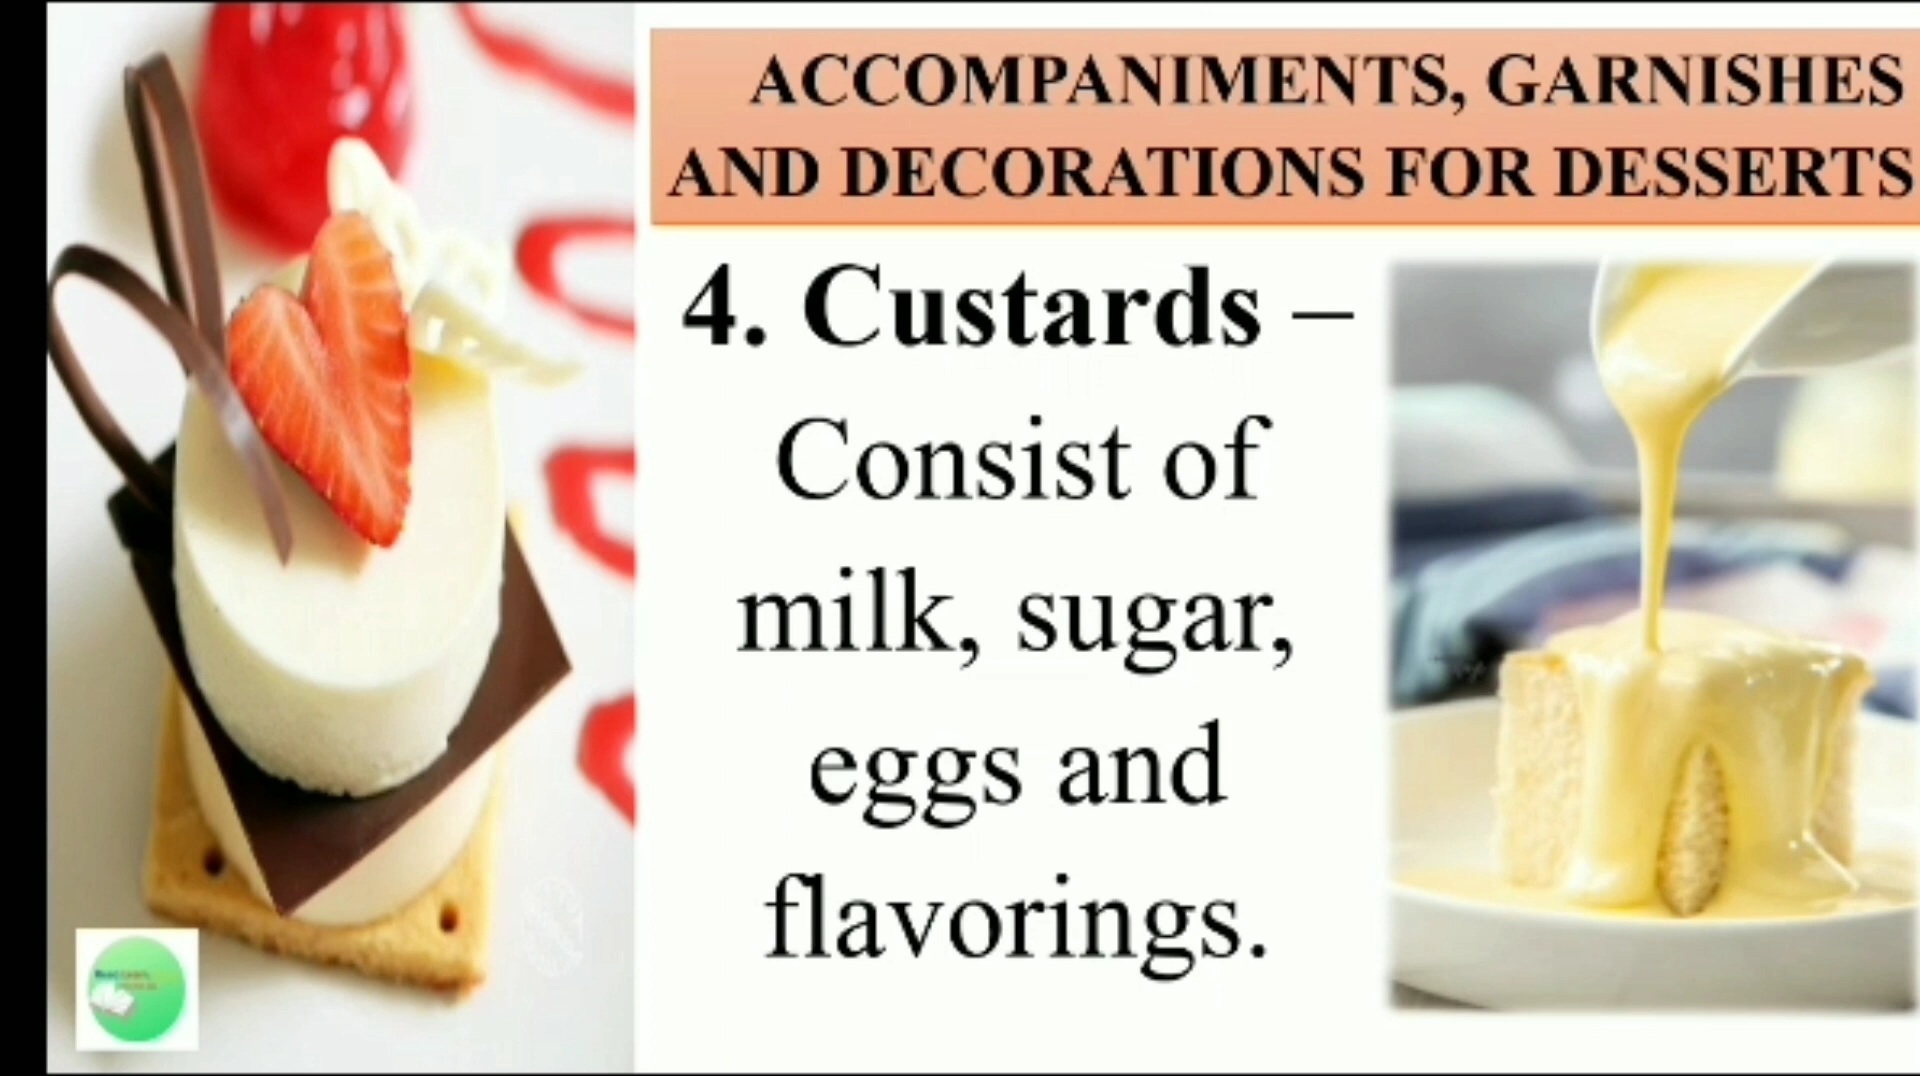 ACCOMPANIMENTS, GARNISHES
AND DECORATIONS FOR DESSERTS
4. Custards –
Consist of
milk, sugar,
eggs and
flavorings.